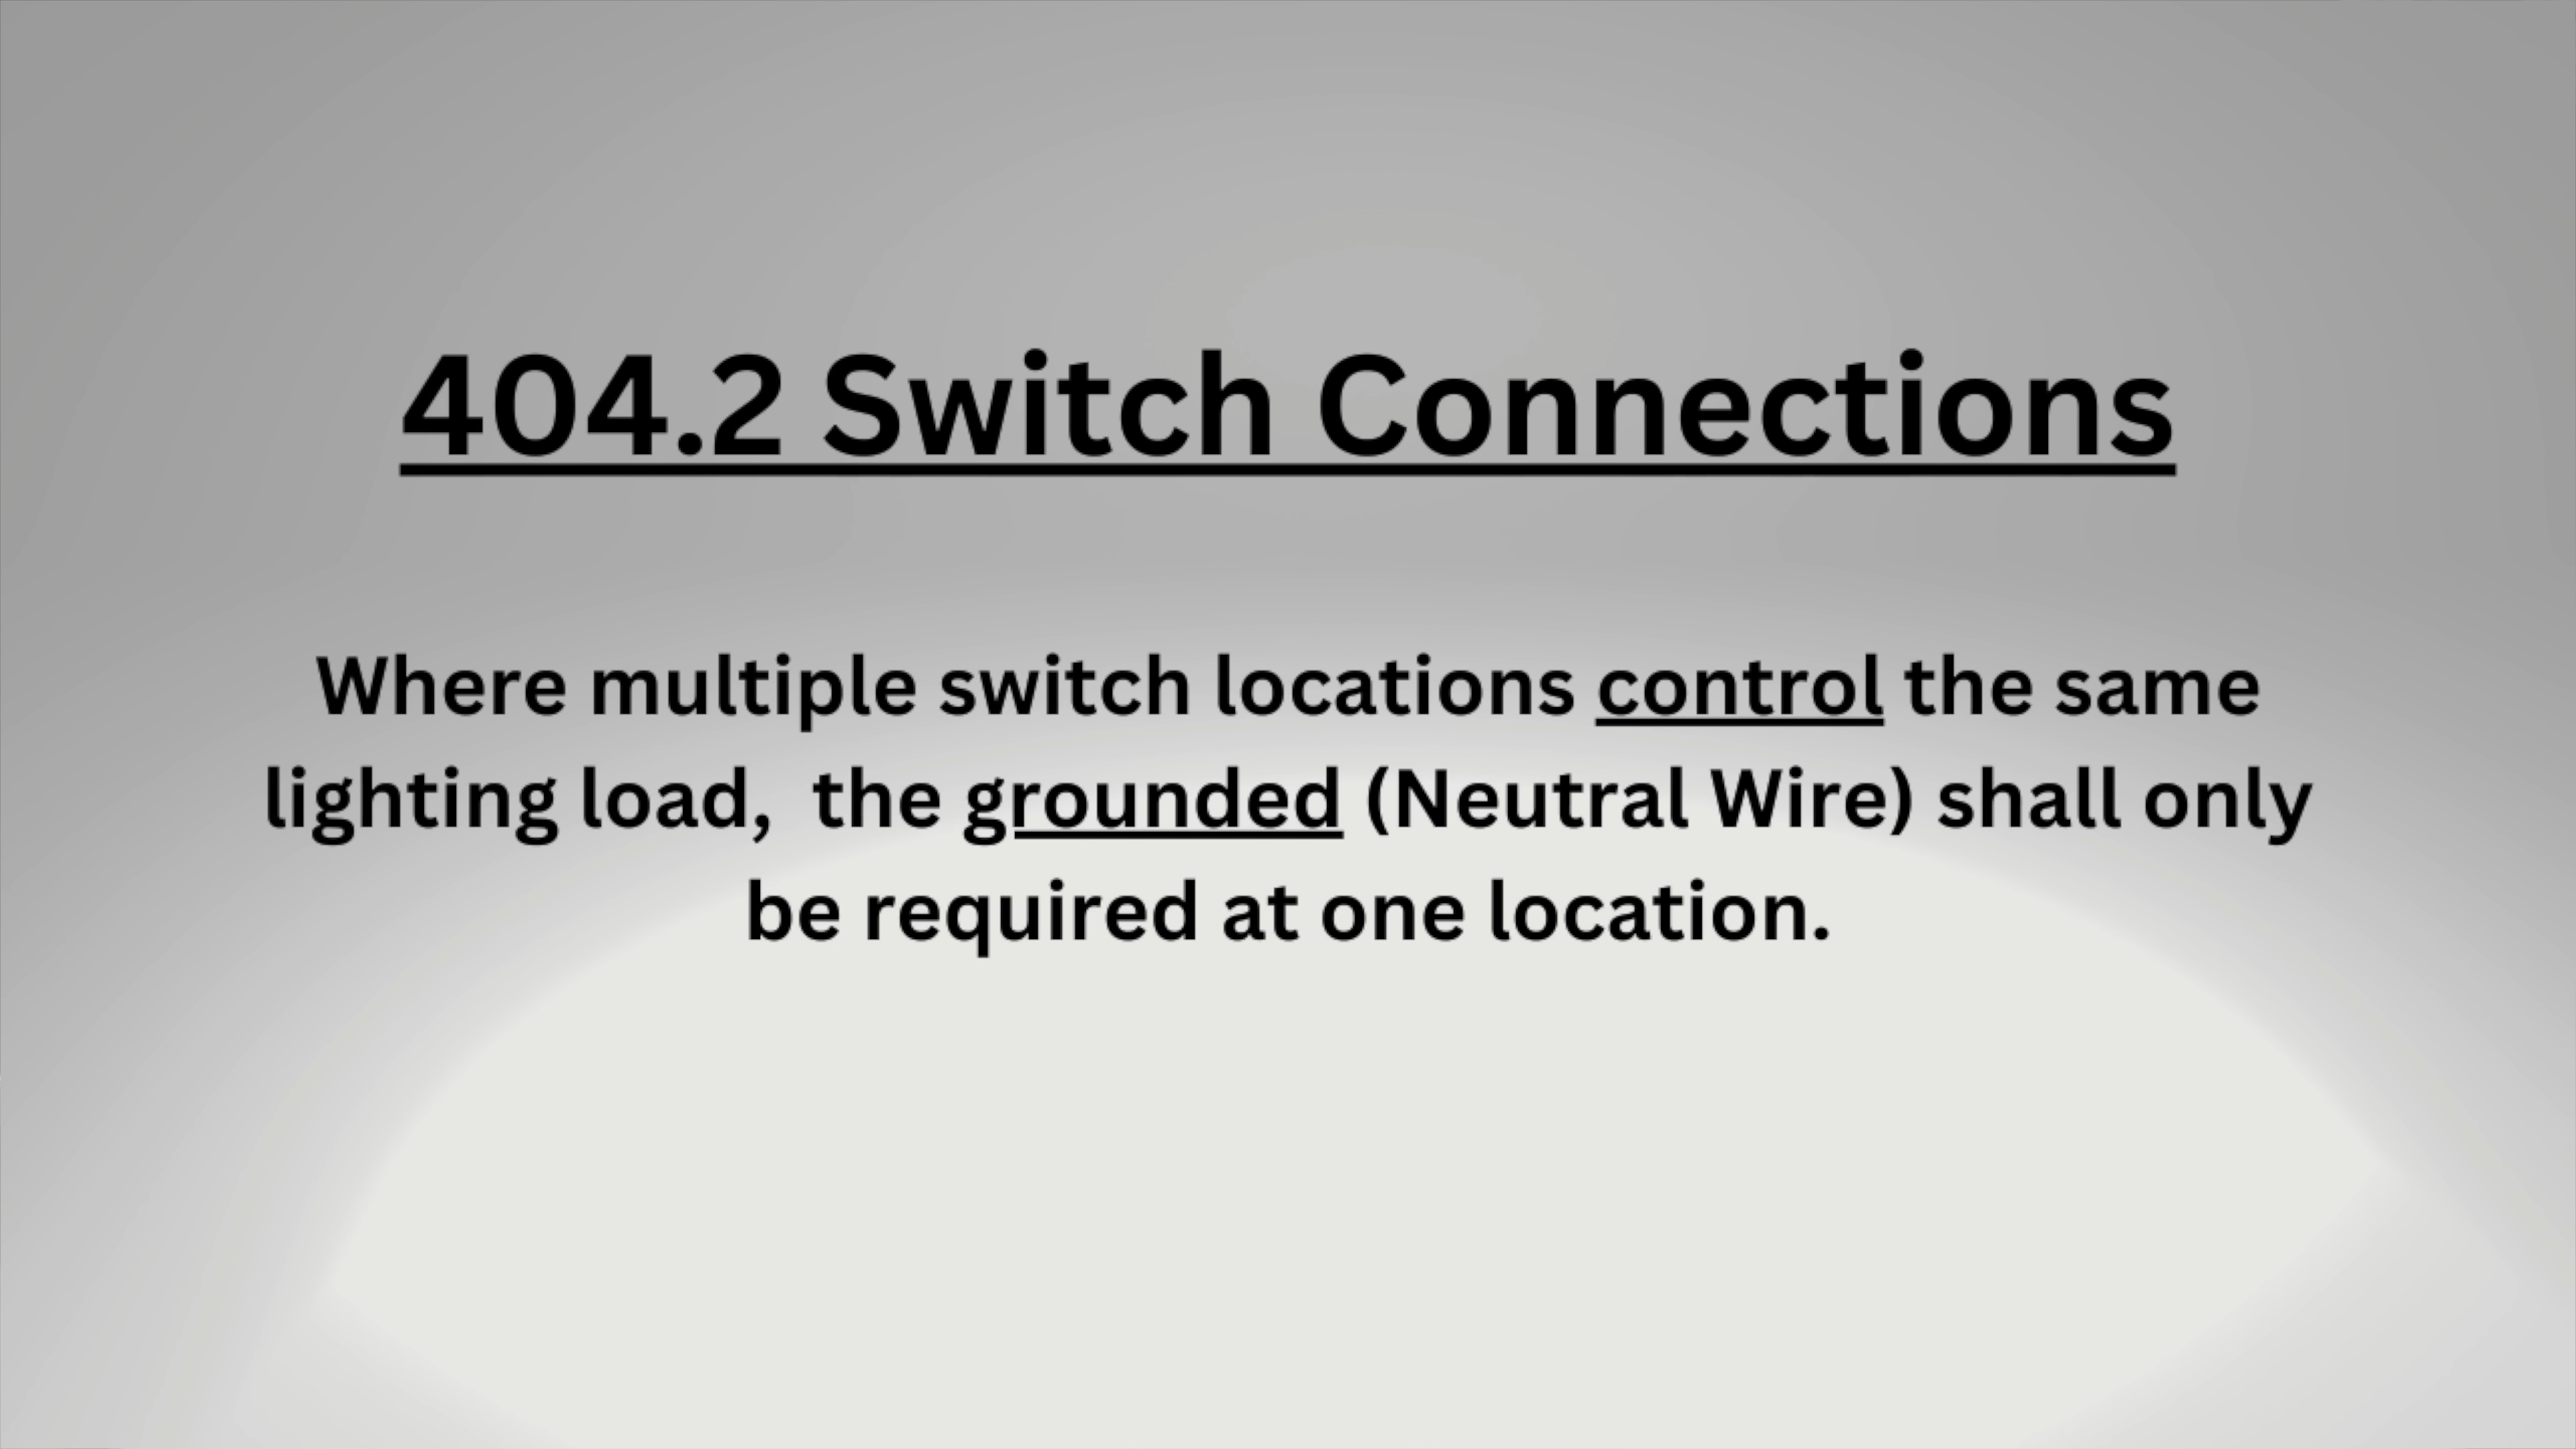 404.2 Switch Connections
Where multiple switch locations control the same
lighting load,  the grounded (Neutral Wire) shall only
be required at one location.